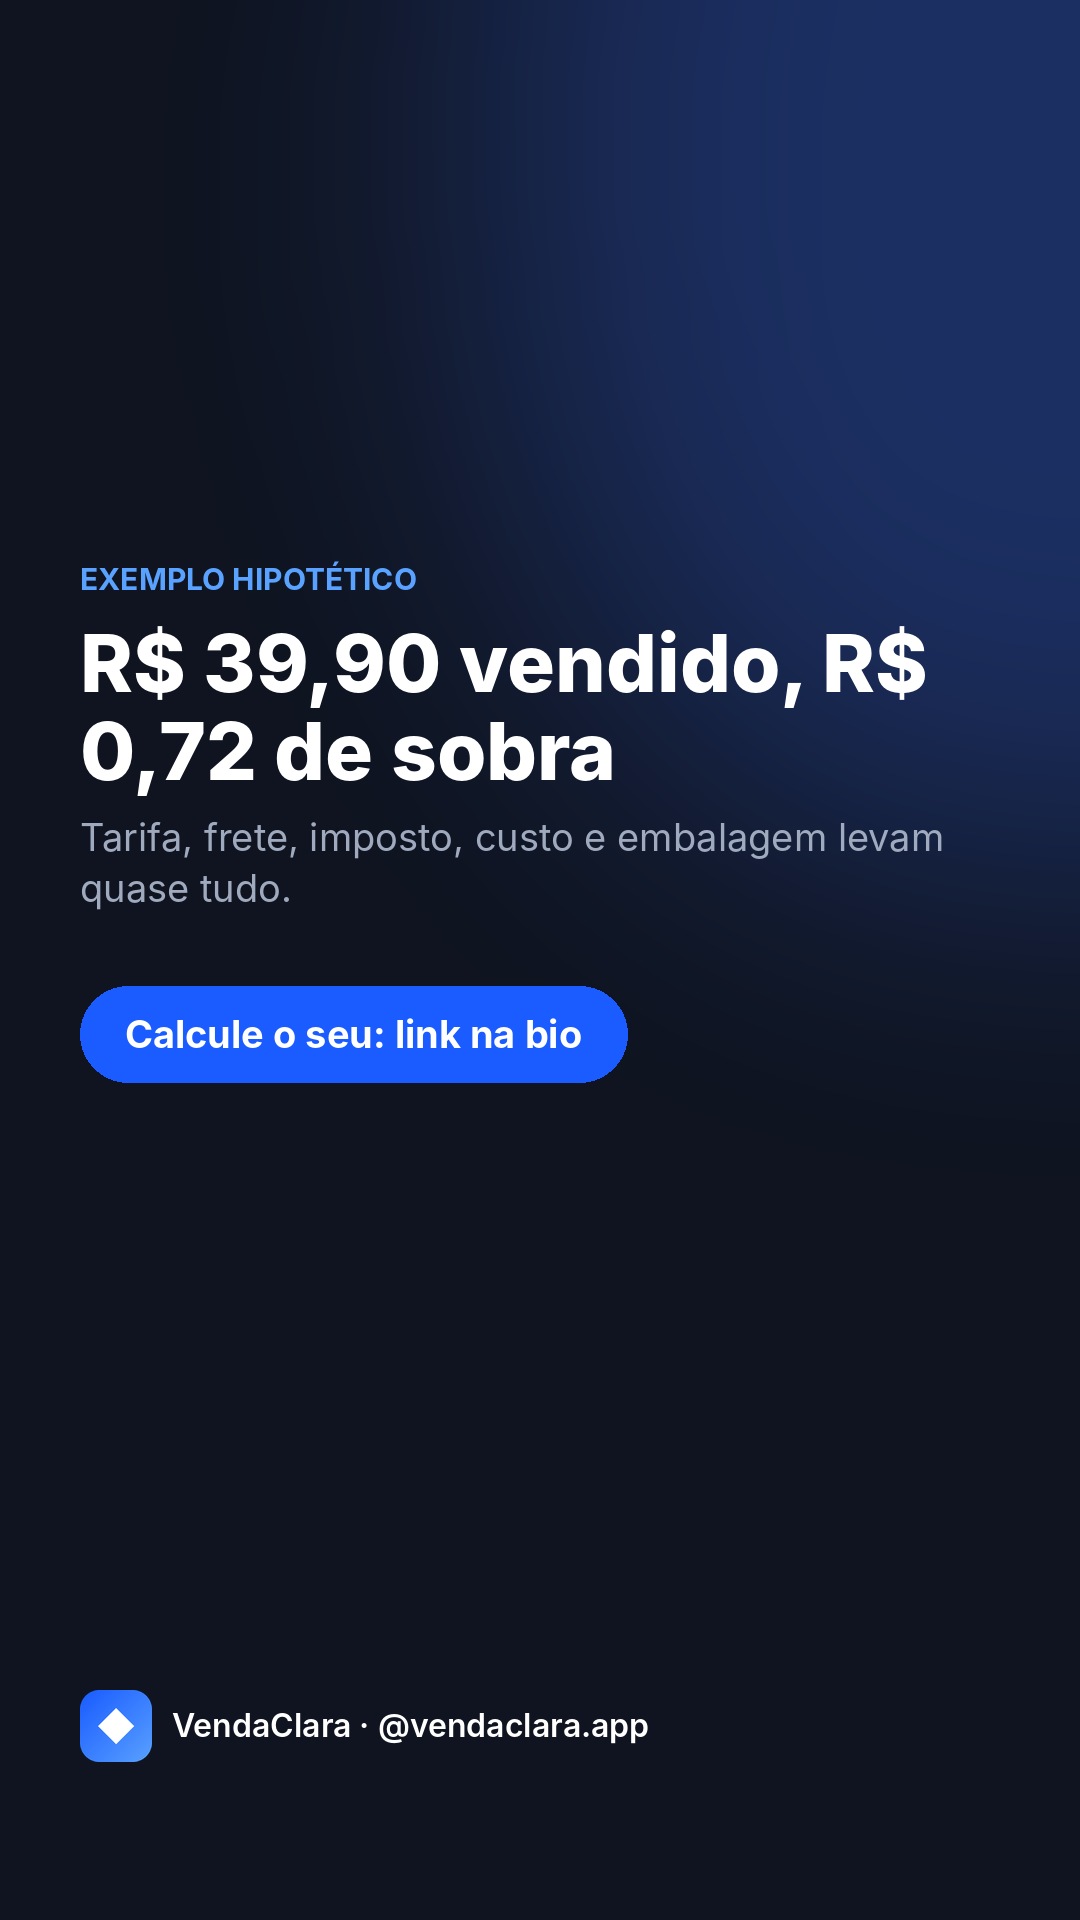 EXEMPLO HIPOTÉTICO
R$ 39,90 vendido, R$
0,72 de sobra
Tarifa, frete, imposto, custo e embalagem levam
quase tudo.
Calcule o seu: link na bio
VendaClara · @vendaclara.app